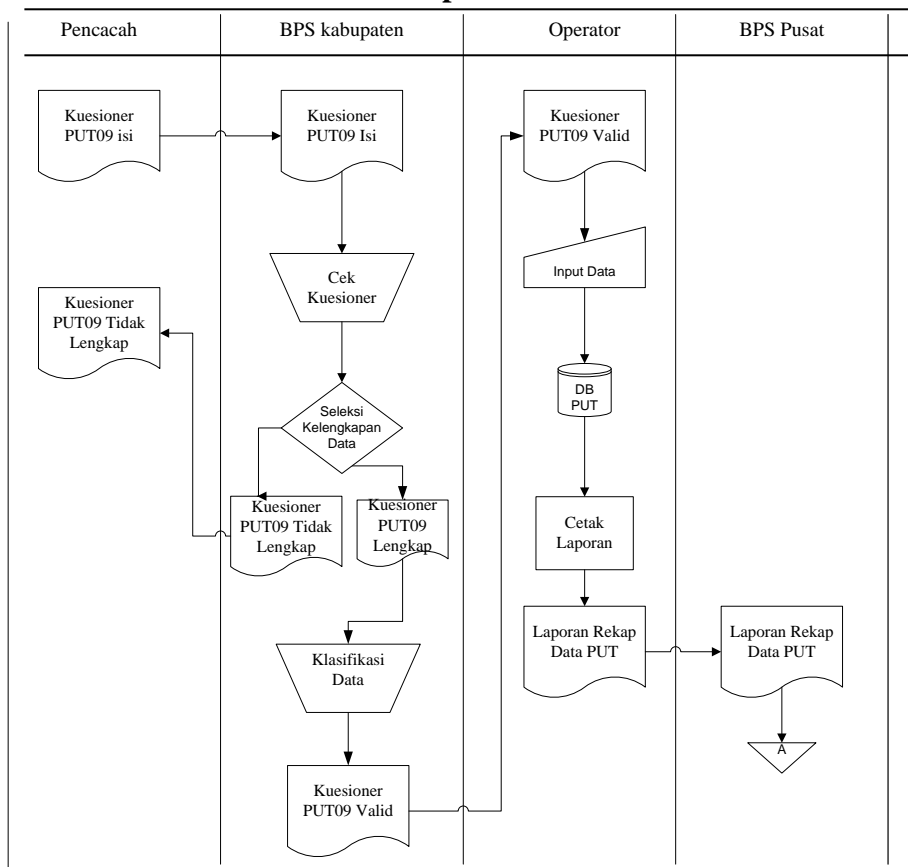 Pencacah
BPS kabupaten
Operator
BPS Pusat
Kuesioner
PUT09 isi
Kuesioner
PUT09 Isi
Kuesioner
PUT09 Valid
Cek
Kuesioner
Input Data
Kuesioner
PUT09 Tidak
Lengkap
DB
PUT
Seleksi
Kelengkapan
Data
Kuesioner
PUT09 Tidak
Lengkap
Kuesioner
PUT09
Lengkap
Cetak
Laporan
Klasifikasi
Data
Laporan Rekap
Data PUT
Laporan Rekap
Data PUT
A
Kuesioner
PUT09 Valid